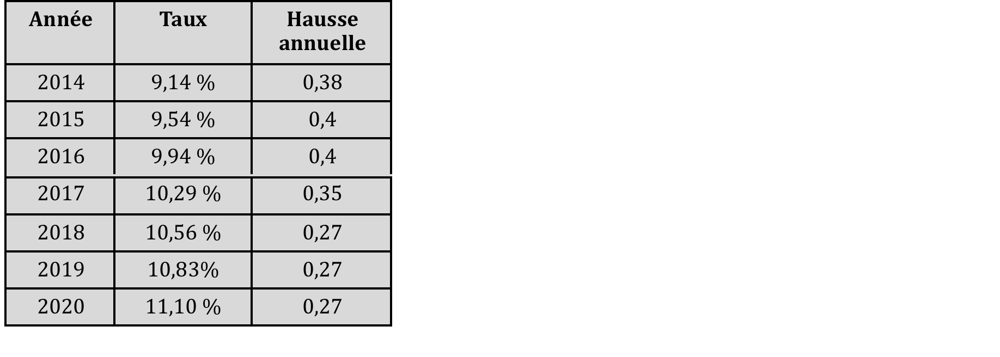 Année Taux Hausse
annuelle
2014 9,14 % 0,38
2015 9,54 % 0,4
2016 9,94 % 0,4
2017 10,29 % 0,35
2018 10,56 % 0,27
2019 10,83% 0,27
2020 11,10 % 0,27